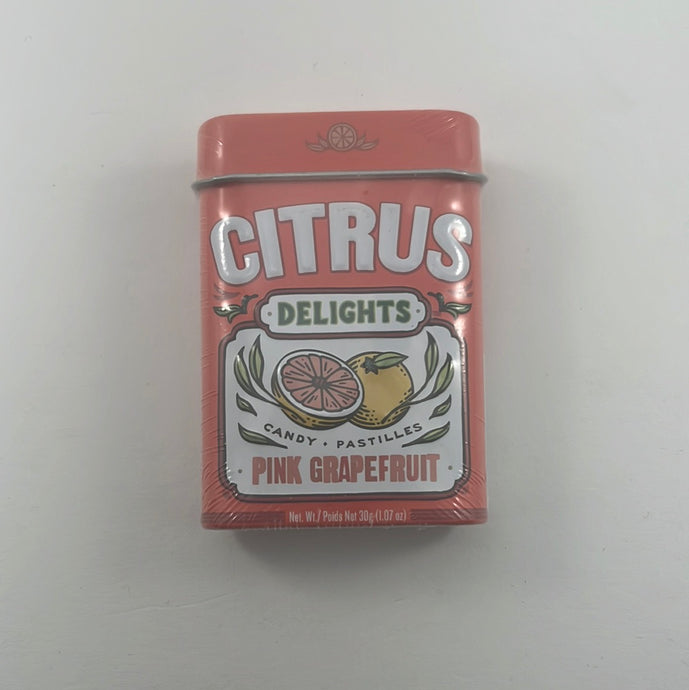 CITRUS
DELIGHTS
CANDY • PASTILLES
PINK GRAPEFRUIT
Net. Wt./ Poids Net 30g (1.07 oz)